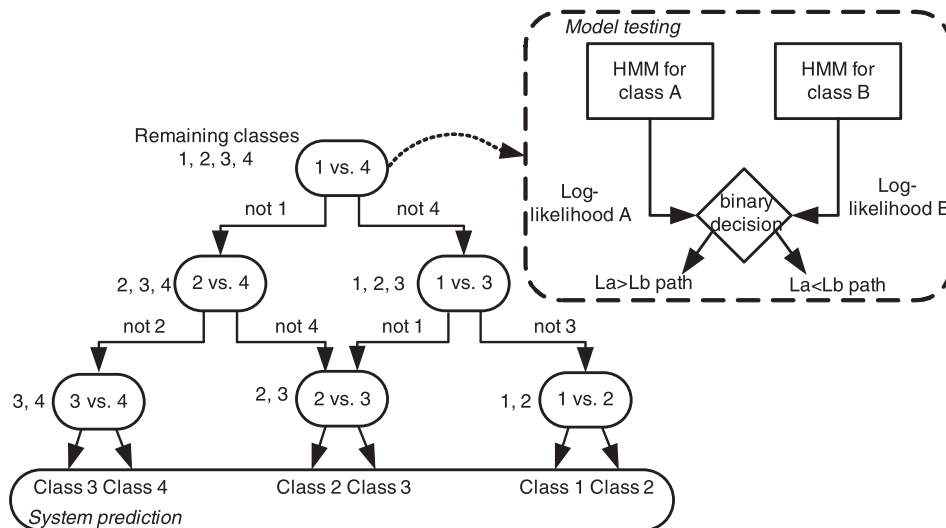 Model testing
HMM for
class A
HMM for
class B
Remaining classes
1, 2, 3, 4
1 vs. 4
Log-
likelihood A
binary
decision
Log-
likelihood B
not 1
not 4
La>Lb path
La<Lb path
2, 3, 4
2 vs. 4
1, 2, 3
1 vs. 3
not 2
not 4
not 1
not 3
3, 4
3 vs. 4
2, 3
2 vs. 3
1, 2
1 vs. 2
Class 3 Class 4
Class 2 Class 3
Class 1 Class 2
System prediction